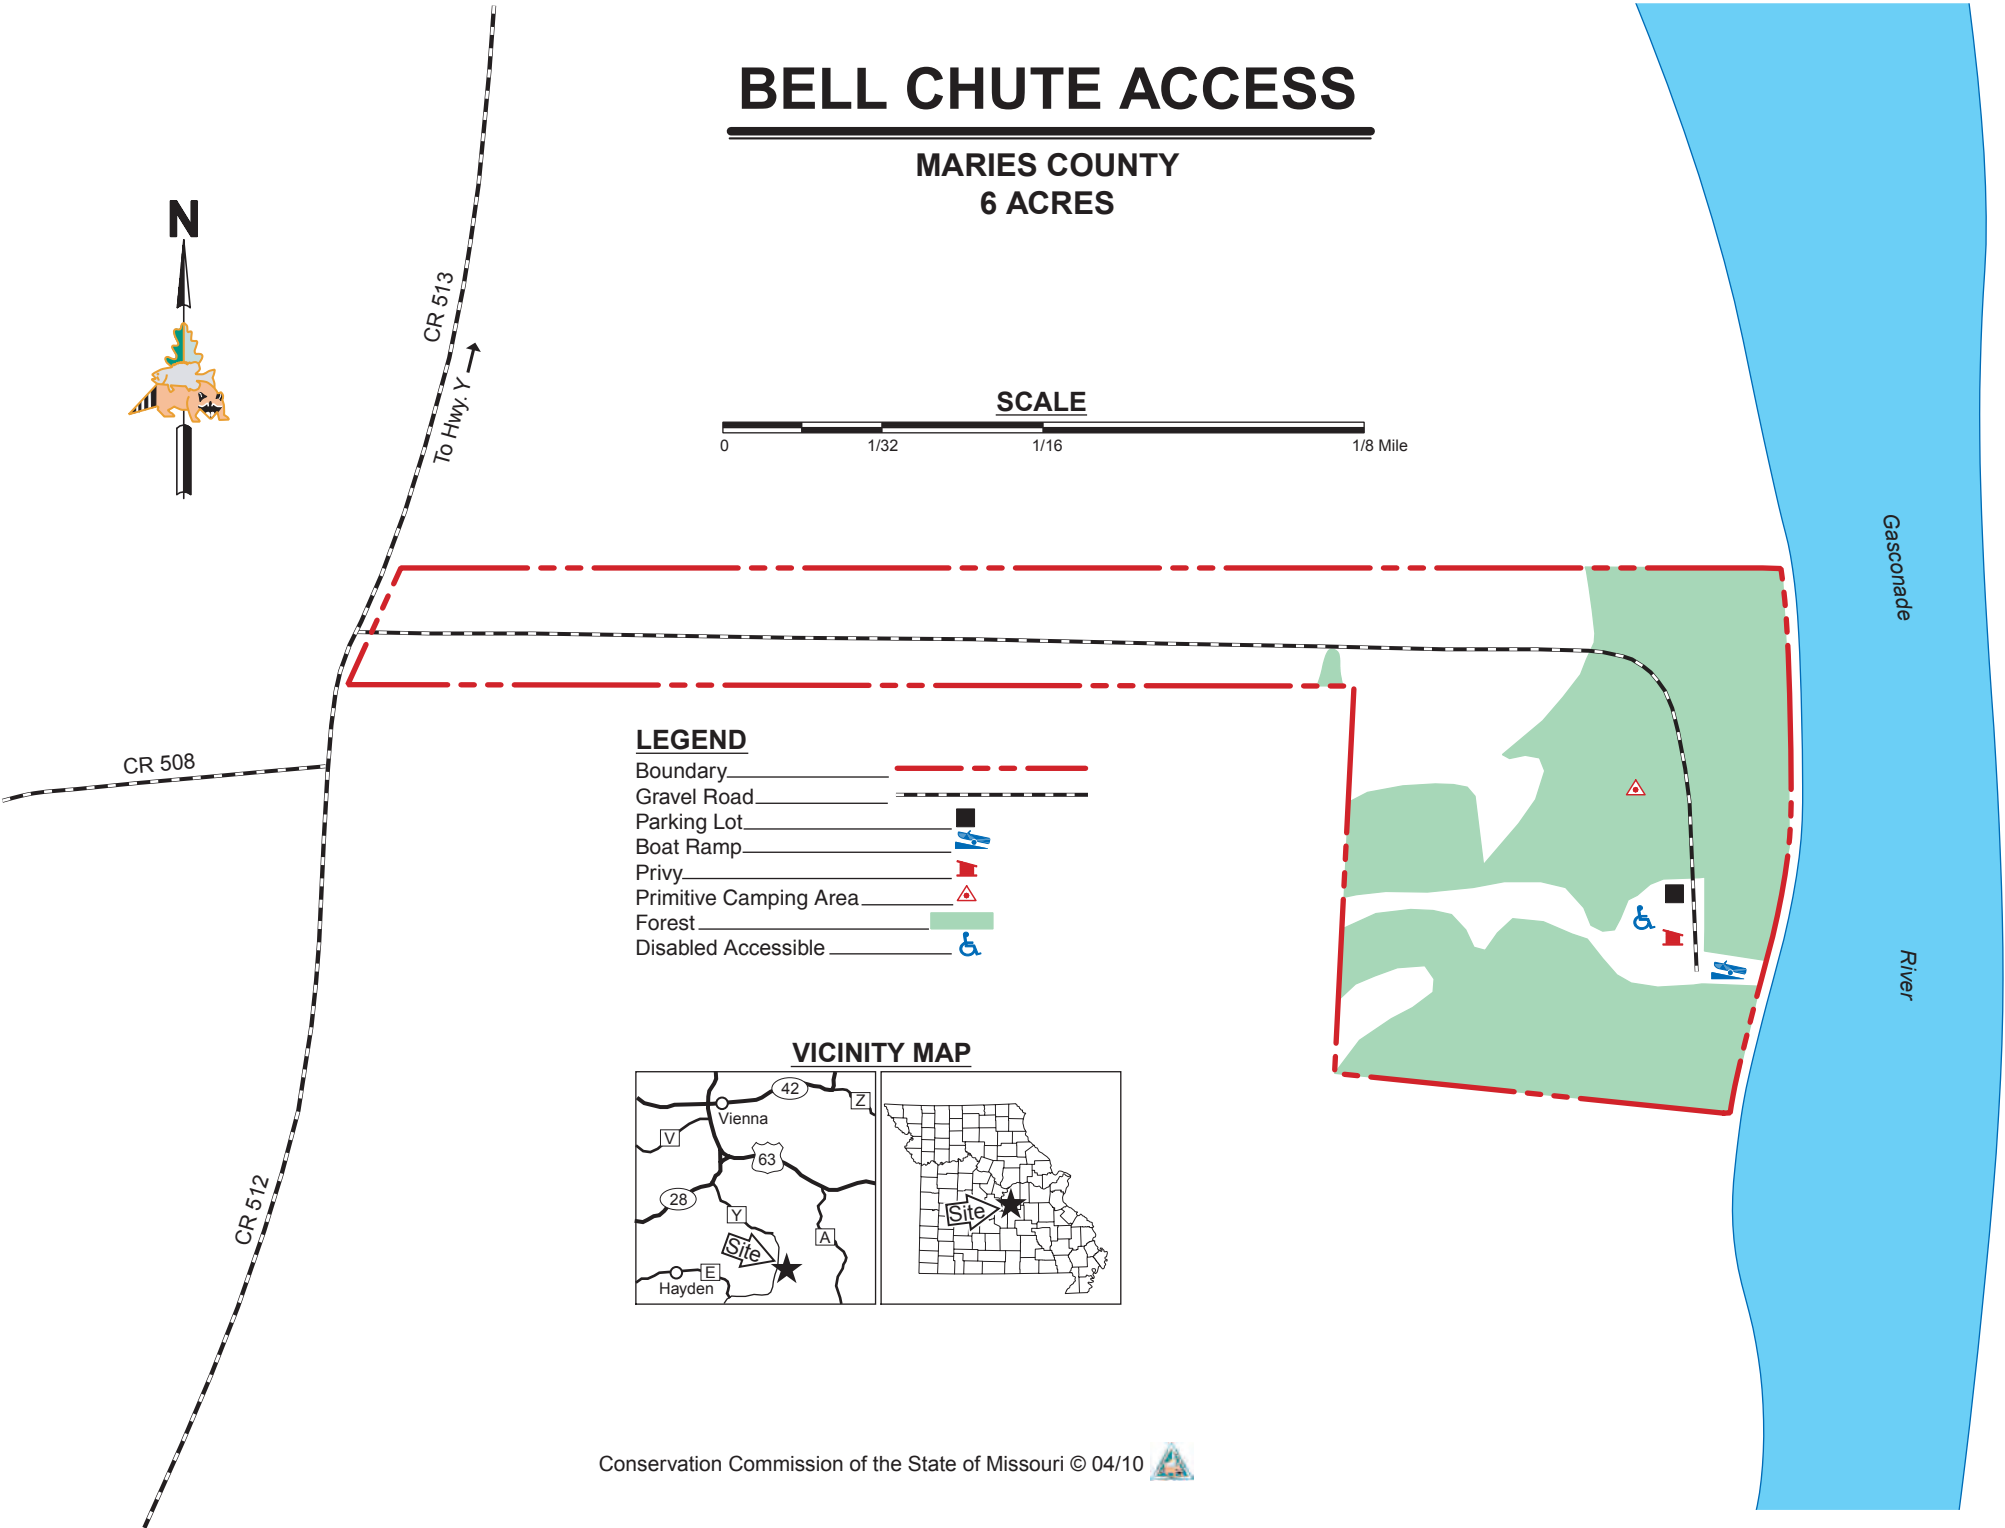 BELL CHUTE ACCESS
MARIES COUNTY
6 ACRES
N
CR 513
To Hwy. Y
SCALE
0 1/32 1/16 1/8 Mile
Gasconade
River
CR 508
CR 512
LEGEND
Boundary
Gravel Road
Parking Lot
Boat Ramp
Privy
Primitive Camping Area
Forest
Disabled Accessible
VICINITY MAP
42
Z
Vienna
V
63
28
Y
A
Site
E
Hayden
Site
Conservation Commission of the State of Missouri © 04/10